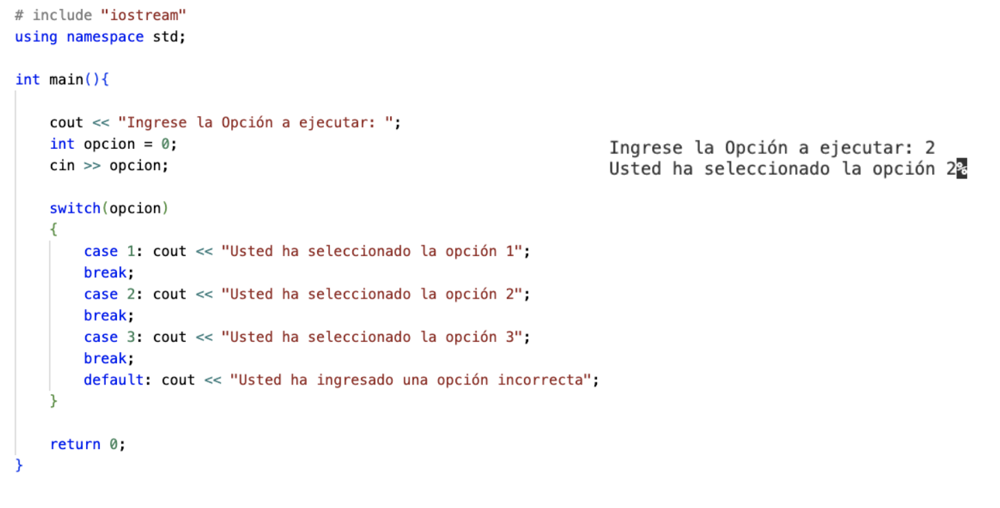 # include "iostream"
using namespace std;
int main(){
cout << "Ingrese la Opción a ejecutar: ";
int opcion = 0;
cin >> opcion;
switch(opcion)
{
case 1: cout << "Usted ha seleccionado la opción 1";
break;
case 2: cout << "Usted ha seleccionado la opción 2";
break;
case 3: cout << "Usted ha seleccionado la opción 3";
break;
default: cout << "Usted ha ingresado una opción incorrecta";
}
return 0;
}
Ingrese la Opción a ejecutar: 2
Usted ha seleccionado la opción 2%